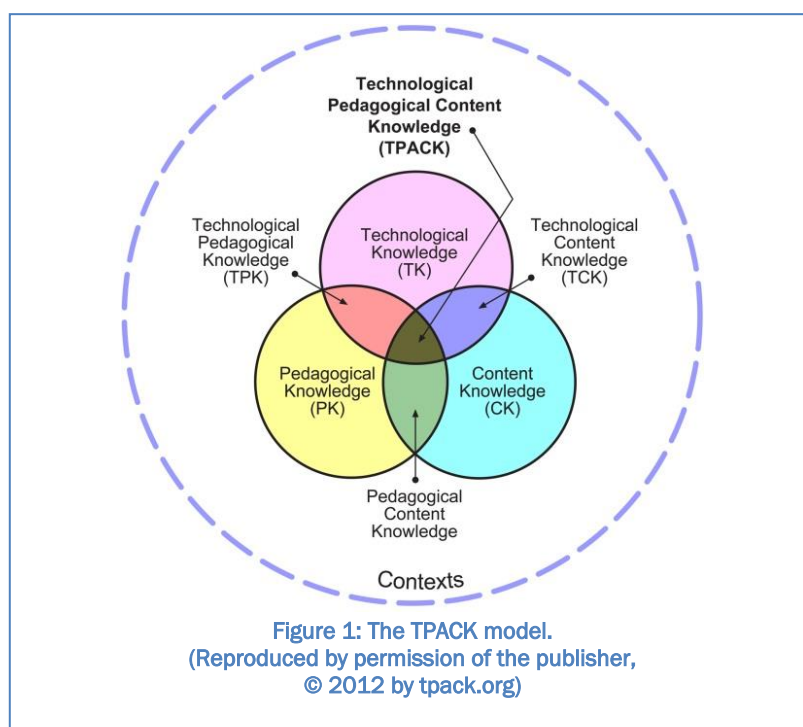 Technological
Pedagogical Content
Knowledge
(TPACK)
Technological
Pedagogical
Knowledge
(TPK)
Technological
Knowledge
(TK)
Technological
Content
Knowledge
(TCK)
Pedagogical
Knowledge
(PK)
Content
Knowledge
(CK)
Pedagogical
Content
Knowledge
Contexts
Figure 1: The TPACK model.
(Reproduced by permission of the publisher,
© 2012 by tpack.org)